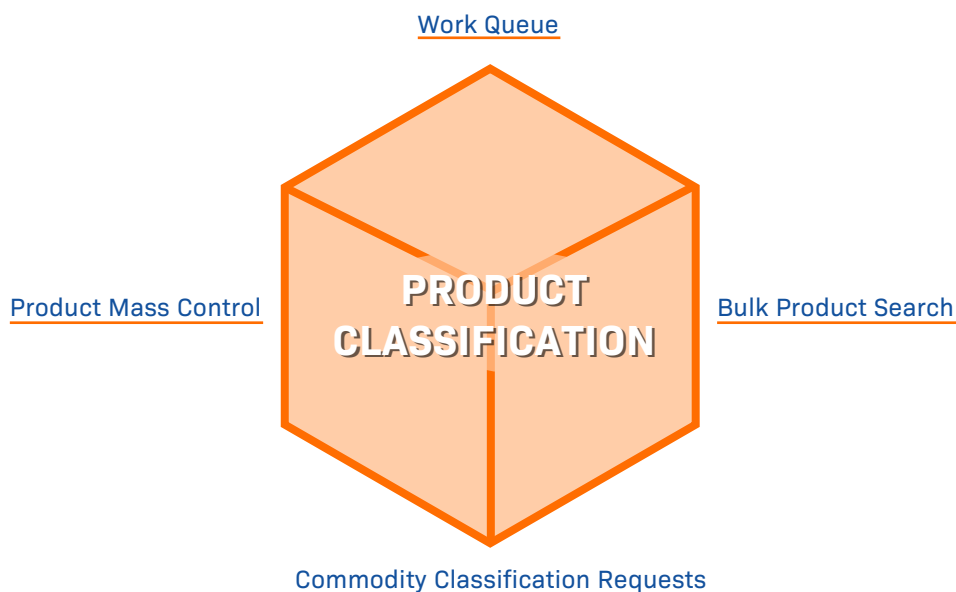 Work Queue
PRODUCT
CLASSIFICATION
Product Mass Control
Bulk Product Search
Commodity Classification Requests